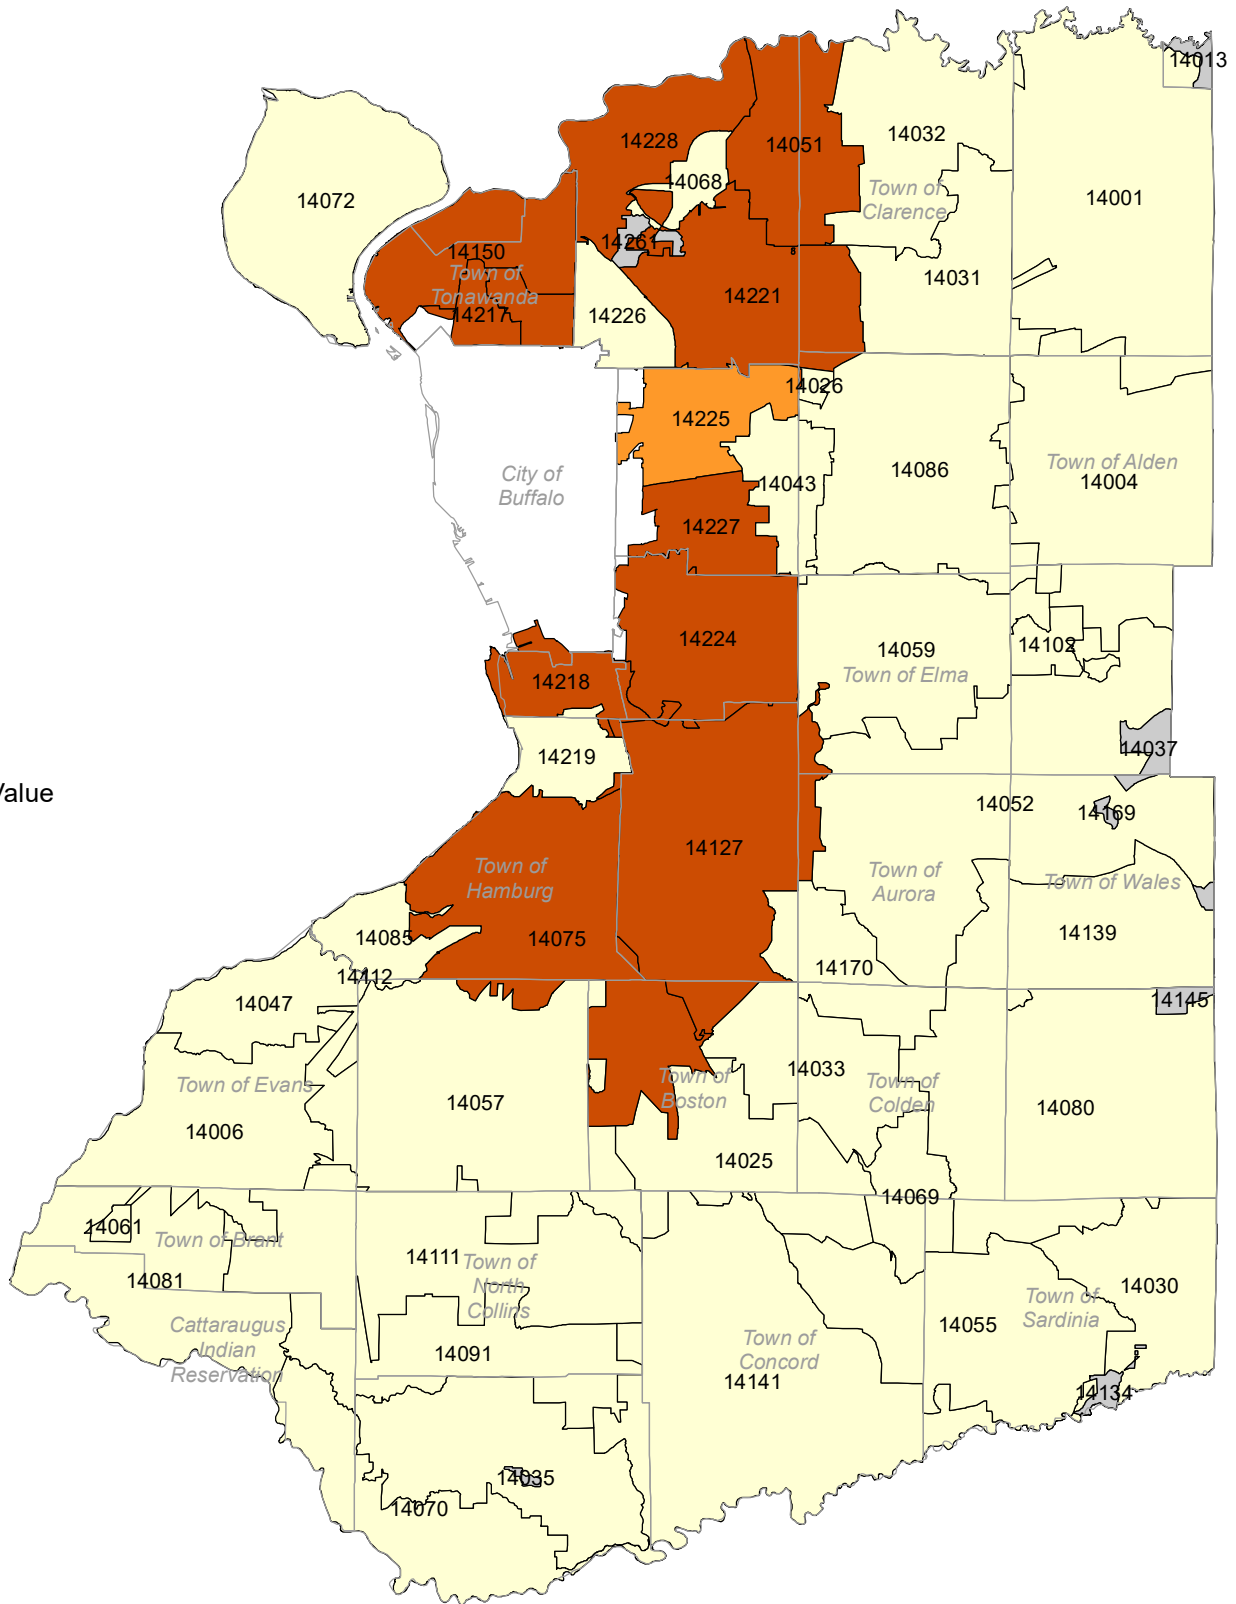 14013
14032
14228
14051
14068
Town of
Clarence
14001
14072
14261
14150
Town of
Tonawanda
14031
14221
14217
14226
14026
14225
Town of Alden
14004
City of
Buffalo
14043
14086
14227
14224
14059
Town of Elma
14102
14218
14037
14219
Value
14052
14169
14127
Town of
Hamburg
Town of
Aurora
Town of Wales
14085
14075
14139
14170
14112
14047
14145
14033
Town of Evans
Town of
Boston
Town of
Colden
14057
14080
14006
14025
14069
14061
Town of Brant
14111
Town of
North
Collins
14081
14030
Town of
Sardinia
14055
Cattaraugus
Indian
Reservation
14091
Town of
Concord
14141
14134
14035
14070